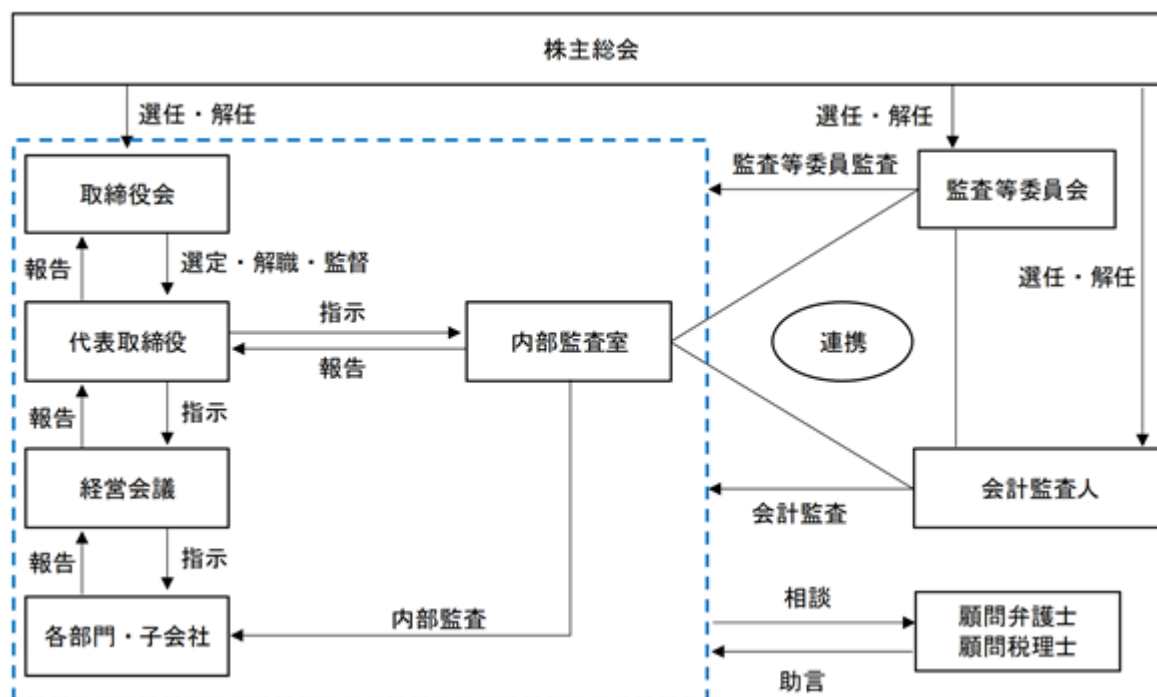 株主総会
選任・解任
選任・解任
監査等委員監査
取締役会
監査等委員会
報告
選定・解職・監督
選任・解任
指示
代表取締役
内部監査室
連携
報告
報告
指示
経営会議
会計監査人
会計監査
報告
指示
相談
各部門・子会社
内部監査
顧問弁護士
顧問税理士
助言